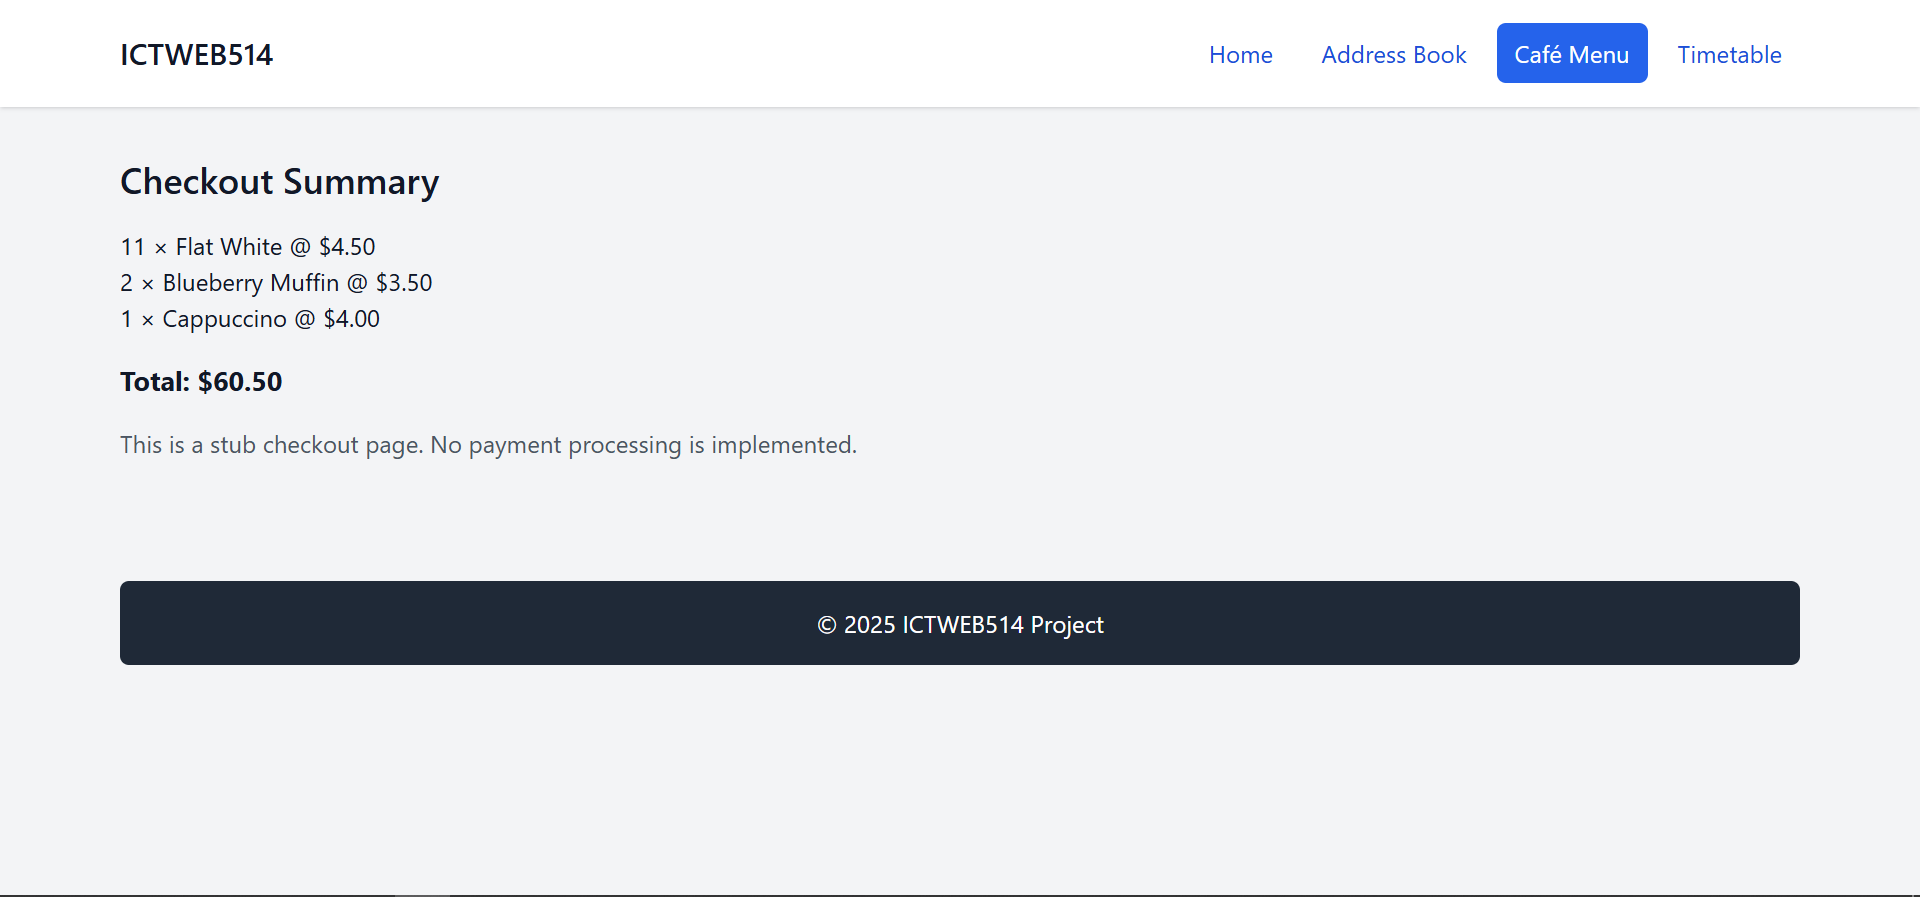 ICTWEB514
Home Address Book Café Menu Timetable
Checkout Summary
11 × Flat White @ $4.50
2 × Blueberry Muffin @ $3.50
1 × Cappuccino @ $4.00
Total: $60.50
This is a stub checkout page. No payment processing is implemented.
© 2025 ICTWEB514 Project